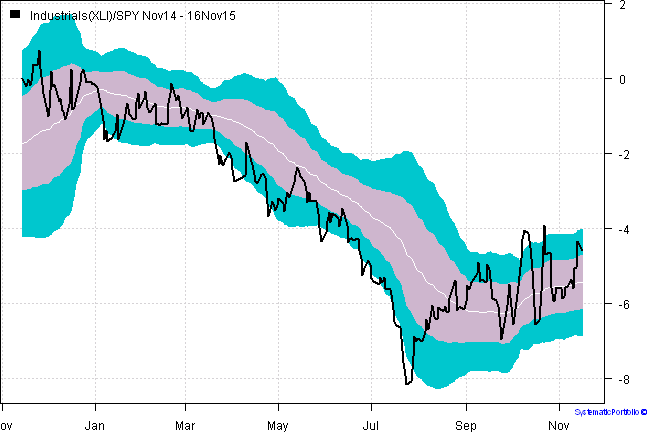 Industrials(XLI)/SPY Nov14 - 16Nov15
2
0
-2
-4
-6
-8
ov Jan Mar May Jul Sep Nov
SystematicPortfolio ©